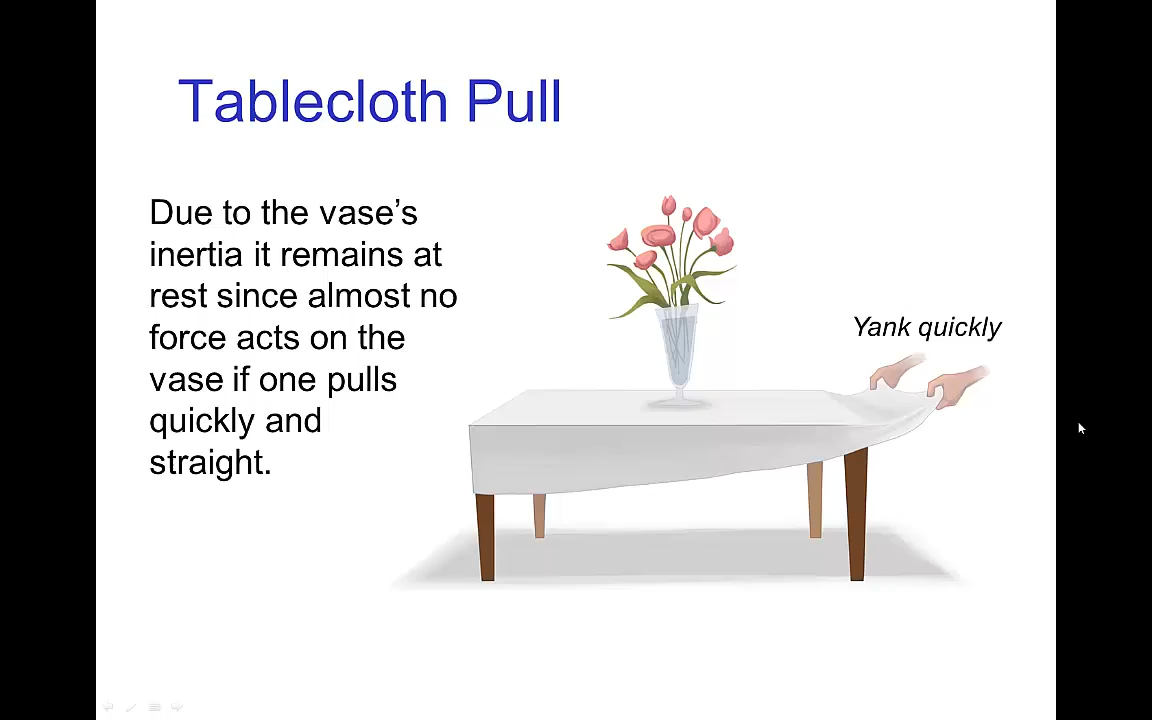 Tablecloth Pull
Due to the vase’s
inertia it remains at
rest since almost no
force acts on the
vase if one pulls
quickly and
straight.
Yank quickly